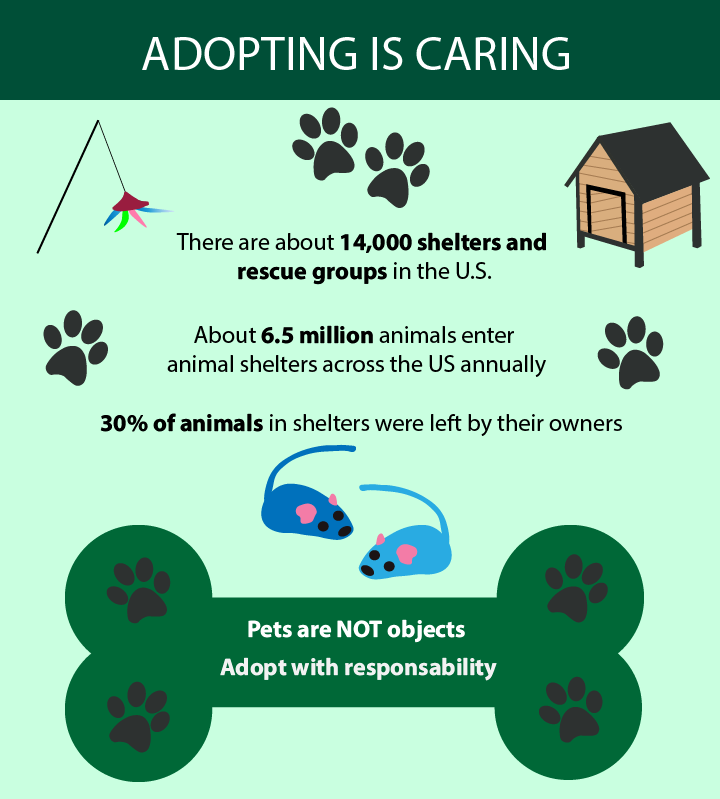 ADOPTING IS CARING
There are about 14,000 shelters and
rescue groups in the U.S.
About 6.5 million animals enter
animal shelters across the US annually
30% of animals in shelters were left by their owners
Pets are NOT objects
Adopt with responsability